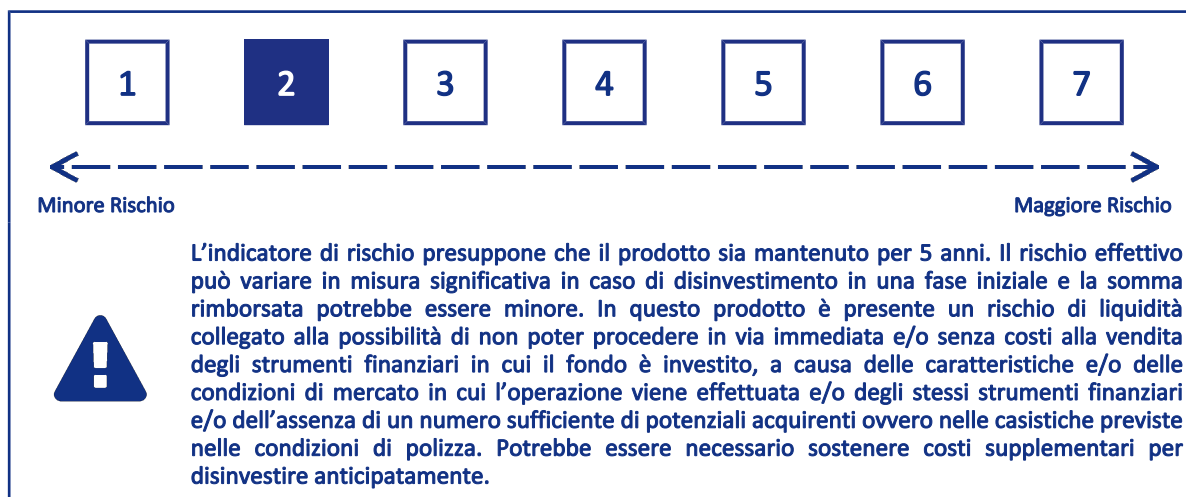 1 2 3 4 5 6 7
Minore Rischio Maggiore Rischio
L’indicatore di rischio presuppone che il prodotto sia mantenuto per 5 anni. Il rischio effettivo
può variare in misura significativa in caso di disinvestimento in una fase iniziale e la somma
rimborsata potrebbe essere minore. In questo prodotto è presente un rischio di liquidità
collegato alla possibilità di non poter procedere in via immediata e/o senza costi alla vendita
degli strumenti finanziari in cui il fondo è investito, a causa delle caratteristiche e/o delle
condizioni di mercato in cui l’operazione viene effettuata e/o degli stessi strumenti finanziari
e/o dell’assenza di un numero sufficiente di potenziali acquirenti ovvero nelle casistiche previste
nelle condizioni di polizza. Potrebbe essere necessario sostenere costi supplementari per
disinvestire anticipatamente.